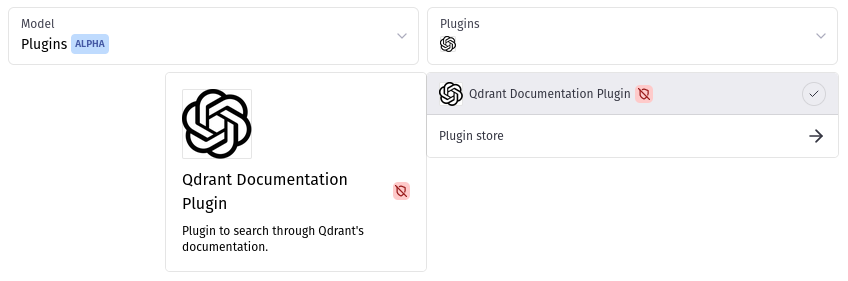 Model
Plugins ALPHA
Plugins
Qdrant Documentation Plugin
Plugin store
Qdrant Documentation
Plugin
Plugin to search through Qdrant's
documentation.